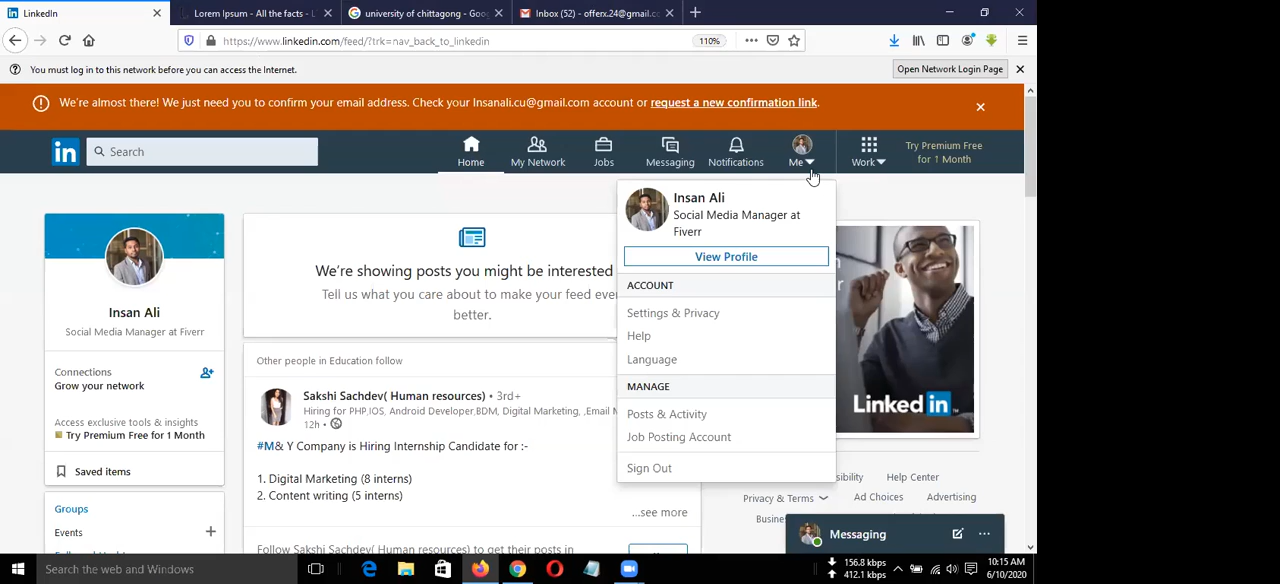 LinkedIn
Lorem Ipsum - All the facts - L
university of chittagong - Goog
Inbox (52) - offerx.24@gmail.c
https://www.linkedin.com/feed/?trk=nav_back_to_linkedin
110%
You must log in to this network before you can access the Internet.
Open Network Login Page
We're almost there! We just need you to confirm your email address. Check your Insanali.cu@gmail.com account or request a new confirmation link.
in
Search
Home
My Network
Jobs
Messaging
Notifications
Me
Work
Try Premium Free
for 1 Month
Insan Ali
Social Media Manager at Fiverr
Connections
Grow your network
Access exclusive tools & insights
Try Premium Free for 1 Month
Saved items
Groups
Events
We're showing posts you might be interested
Tell us what you care about to make your feed eve
better.
Other people in Education follow
Sakshi Sachdev( Human resources) • 3rd+
Hiring for PHP,IOS, Android Developer,BDM, Digital Marketing, ,Email M
12h •
#M& Y Company is Hiring Internship Candidate for :-
1. Digital Marketing (8 interns)
2. Content writing (5 interns)
...see more
Follow Sakshi Sachdev( Human resources) to get their posts in
Insan Ali
Social Media Manager at
Fiverr
View Profile
ACCOUNT
Settings & Privacy
Help
Language
MANAGE
Posts & Activity
Job Posting Account
Sign Out
Linked in
sibility
Help Center
Privacy & Terms
Ad Choices
Advertising
Busine
Messaging
Search the web and Windows
156.8 kbps
412.1 kbps
10:15 AM
6/10/2020